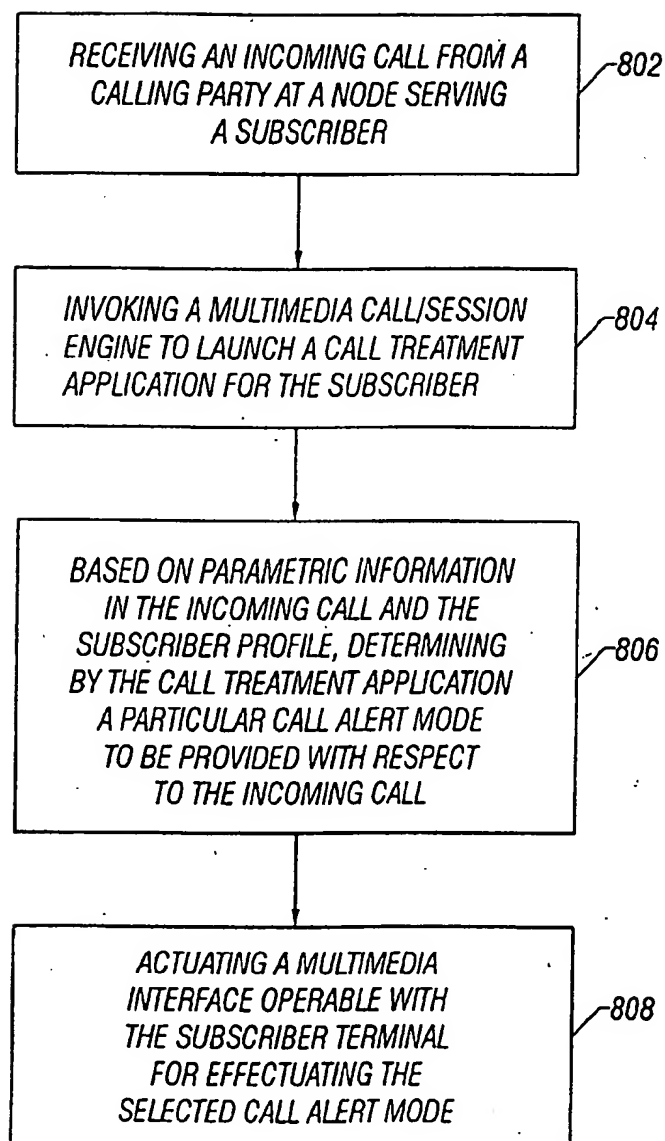 RECEIVING AN INCOMING CALL FROM A
CALLING PARTY AT A NODE SERVING
A SUBSCRIBER
802
INVOKING A MULTIMEDIA CALL/SESSION
ENGINE TO LAUNCH A CALL TREATMENT
APPLICATION FOR THE SUBSCRIBER
804
BASED ON PARAMETRIC INFORMATION
IN THE INCOMING CALL AND THE
SUBSCRIBER PROFILE, DETERMINING
BY THE CALL TREATMENT APPLICATION
A PARTICULAR CALL ALERT MODE
TO BE PROVIDED WITH RESPECT
TO THE INCOMING CALL
806
ACTUATING A MULTIMEDIA
INTERFACE OPERABLE WITH
THE SUBSCRIBER TERMINAL
FOR EFFECTUATING THE
SELECTED CALL ALERT MODE
808